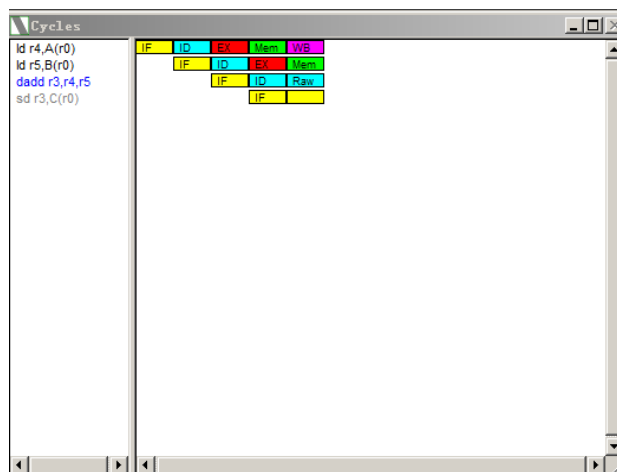 Cycles
ld r4,A(r0) IF ID EX Mem WB
ld r5,B(r0) IF ID EX Mem
dadd r3,r4,r5 IF ID Raw
sd r3,C(r0) IF